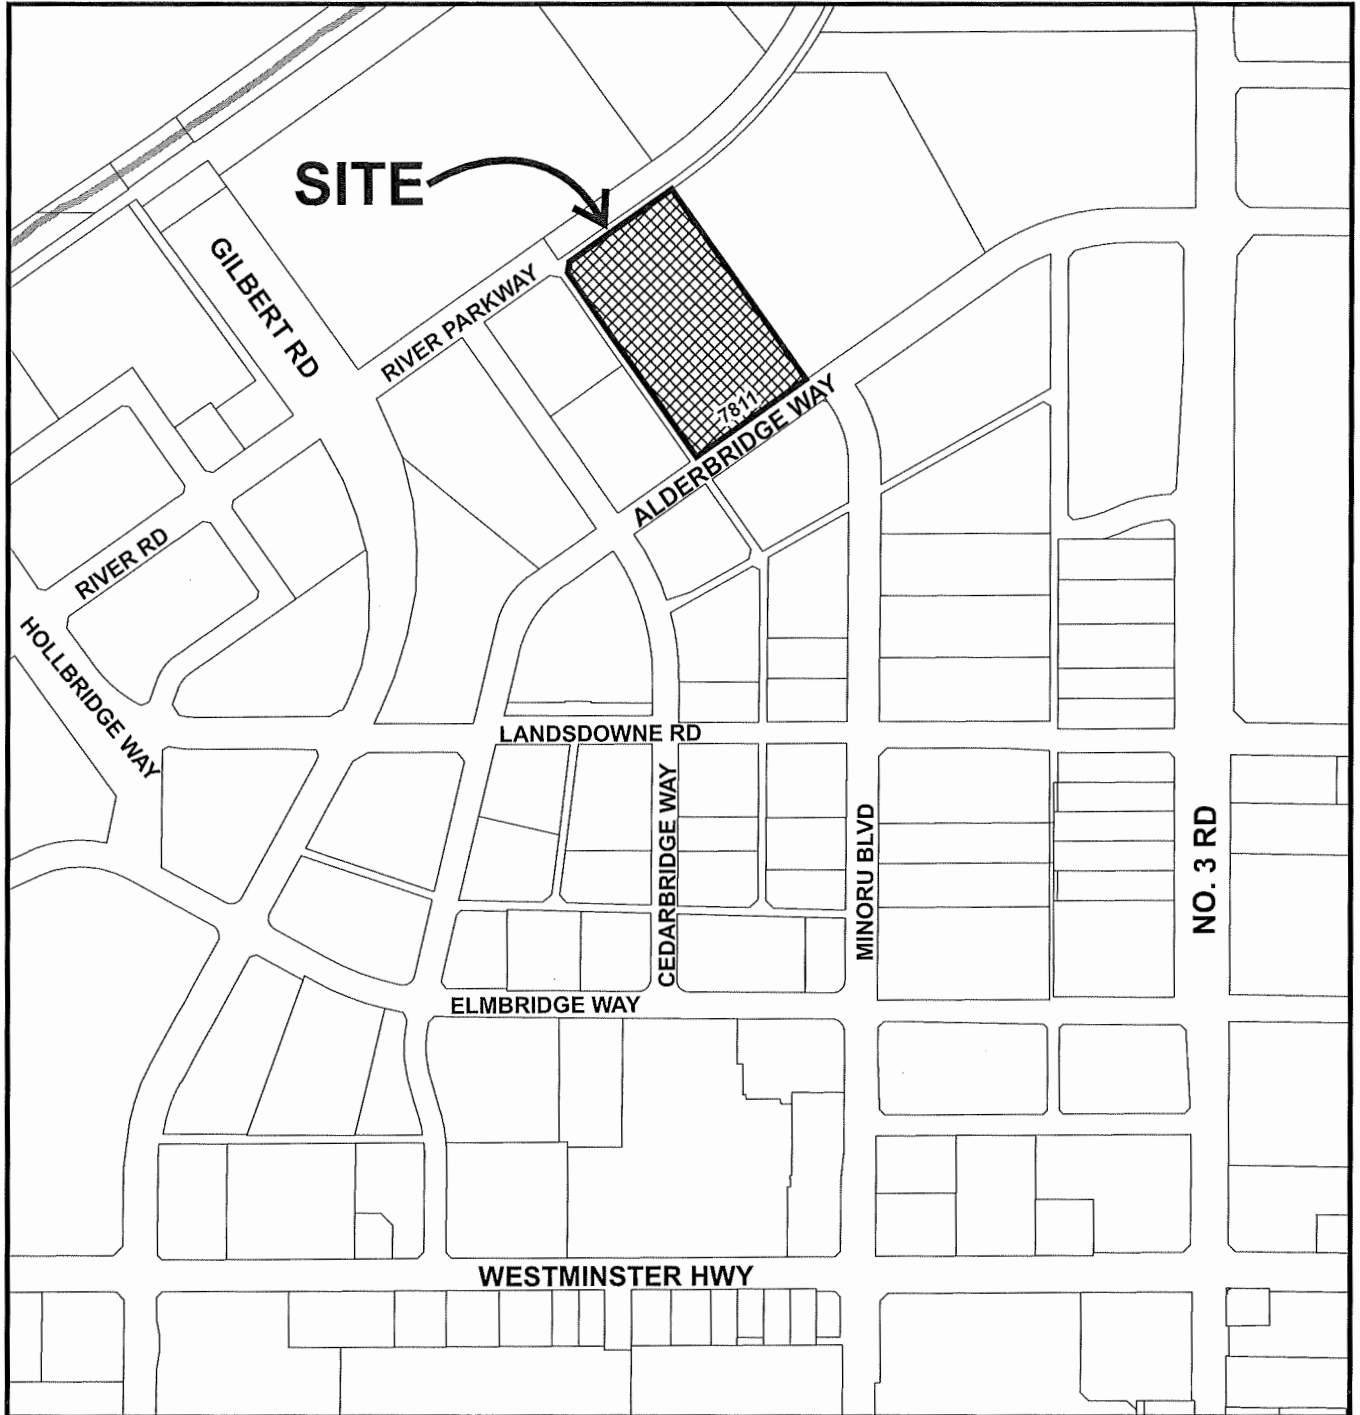 SITE
GILBERT RD
RIVER PARKWAY
7811
ALDERBRIDGE WAY
RIVER RD
HOLLBRIDGE WAY
LANDSDOWNE RD
CEDARBRIDGE WAY
MINORU BLVD
NO. 3 RD
ELMBRIDGE WAY
WESTMINSTER HWY